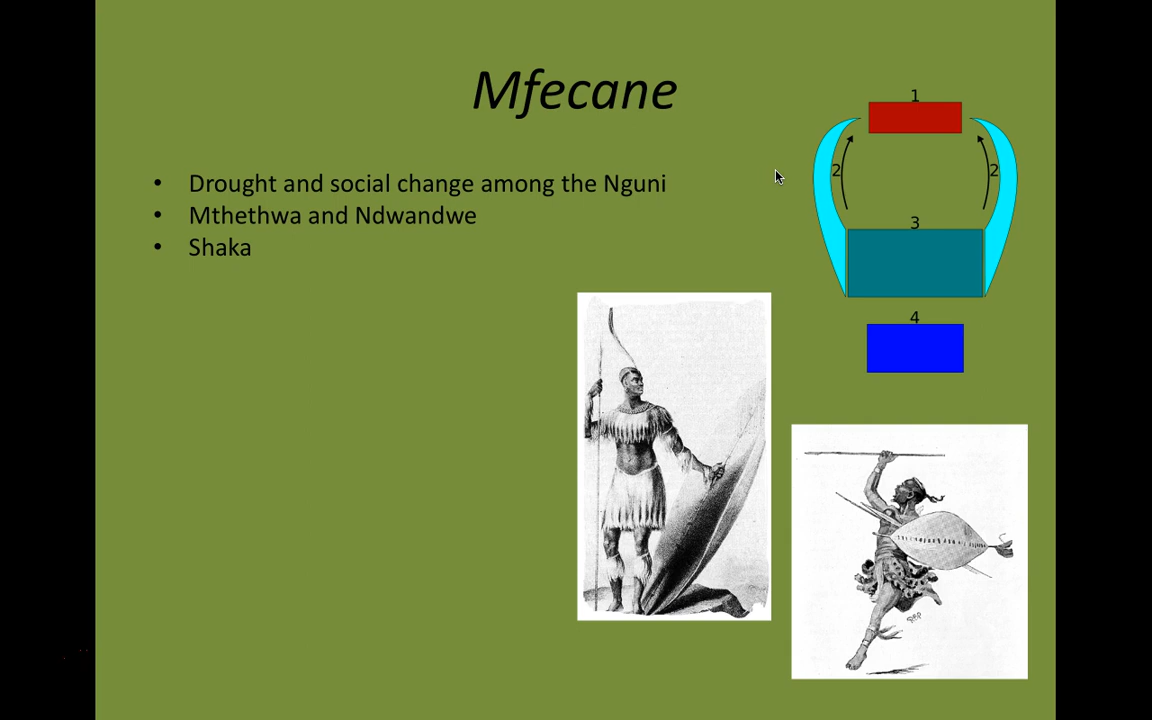 Mfecane
• Drought and social change among the Nguni
• Mthethwa and Ndwandwe
• Shaka
1
2 2
3
4